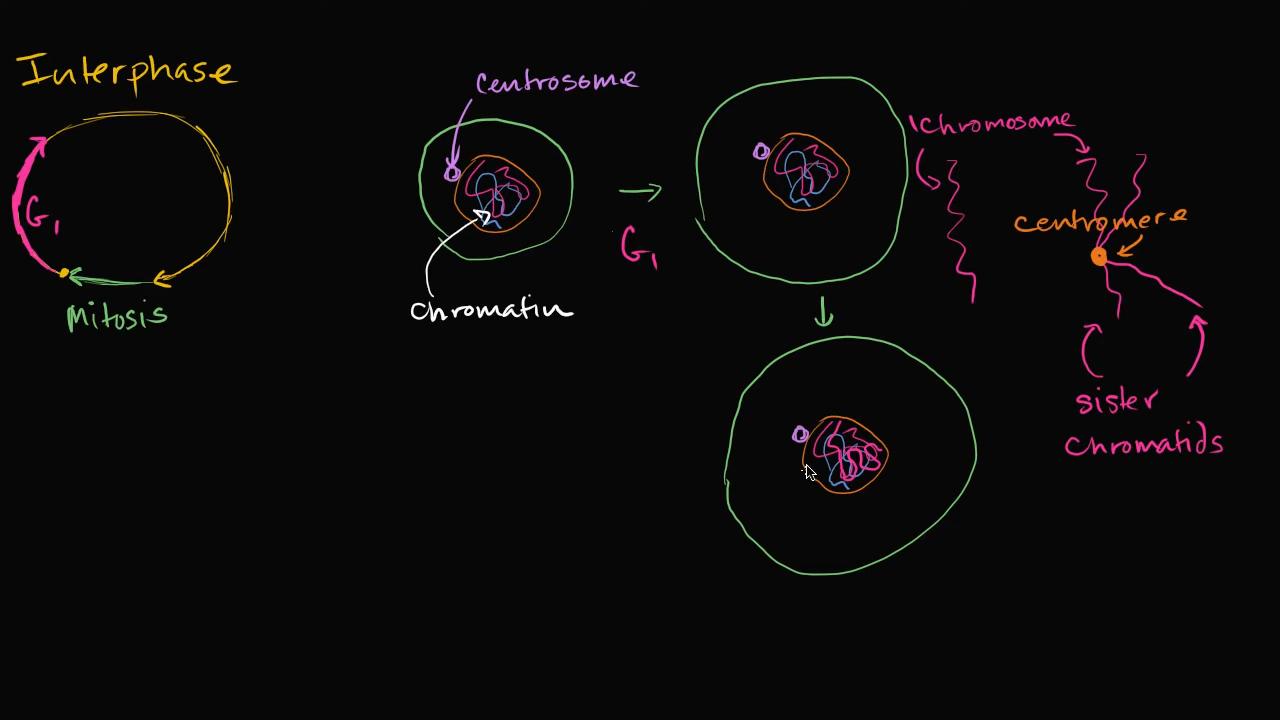 Interphase
G1
Mitosis
Centrosome
Chromatin
G1
1 Chromosome
Centromere
sister
Chromatids